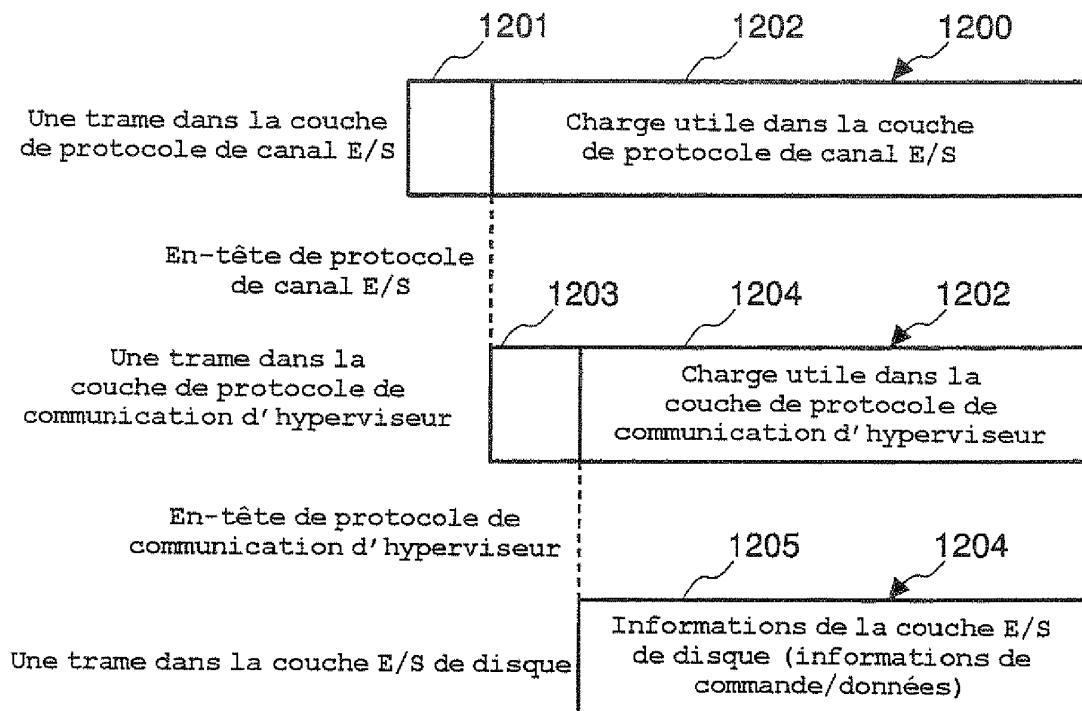 1201
1202
1200
Une trame dans la couche
de protocole de canal E/S
Charge utile dans la couche
de protocole de canal E/S
En-tête de protocole
de canal E/S
1203
1204
1202
Une trame dans la
couche de protocole de
communication d'hyperviseur
Charge utile dans la
couche de protocole de
communication d'hyperviseur
En-tête de protocole de
communication d'hyperviseur
1205
1204
Une trame dans la couche E/S de disque
Informations de la couche E/S
de disque (informations de
commande/données)